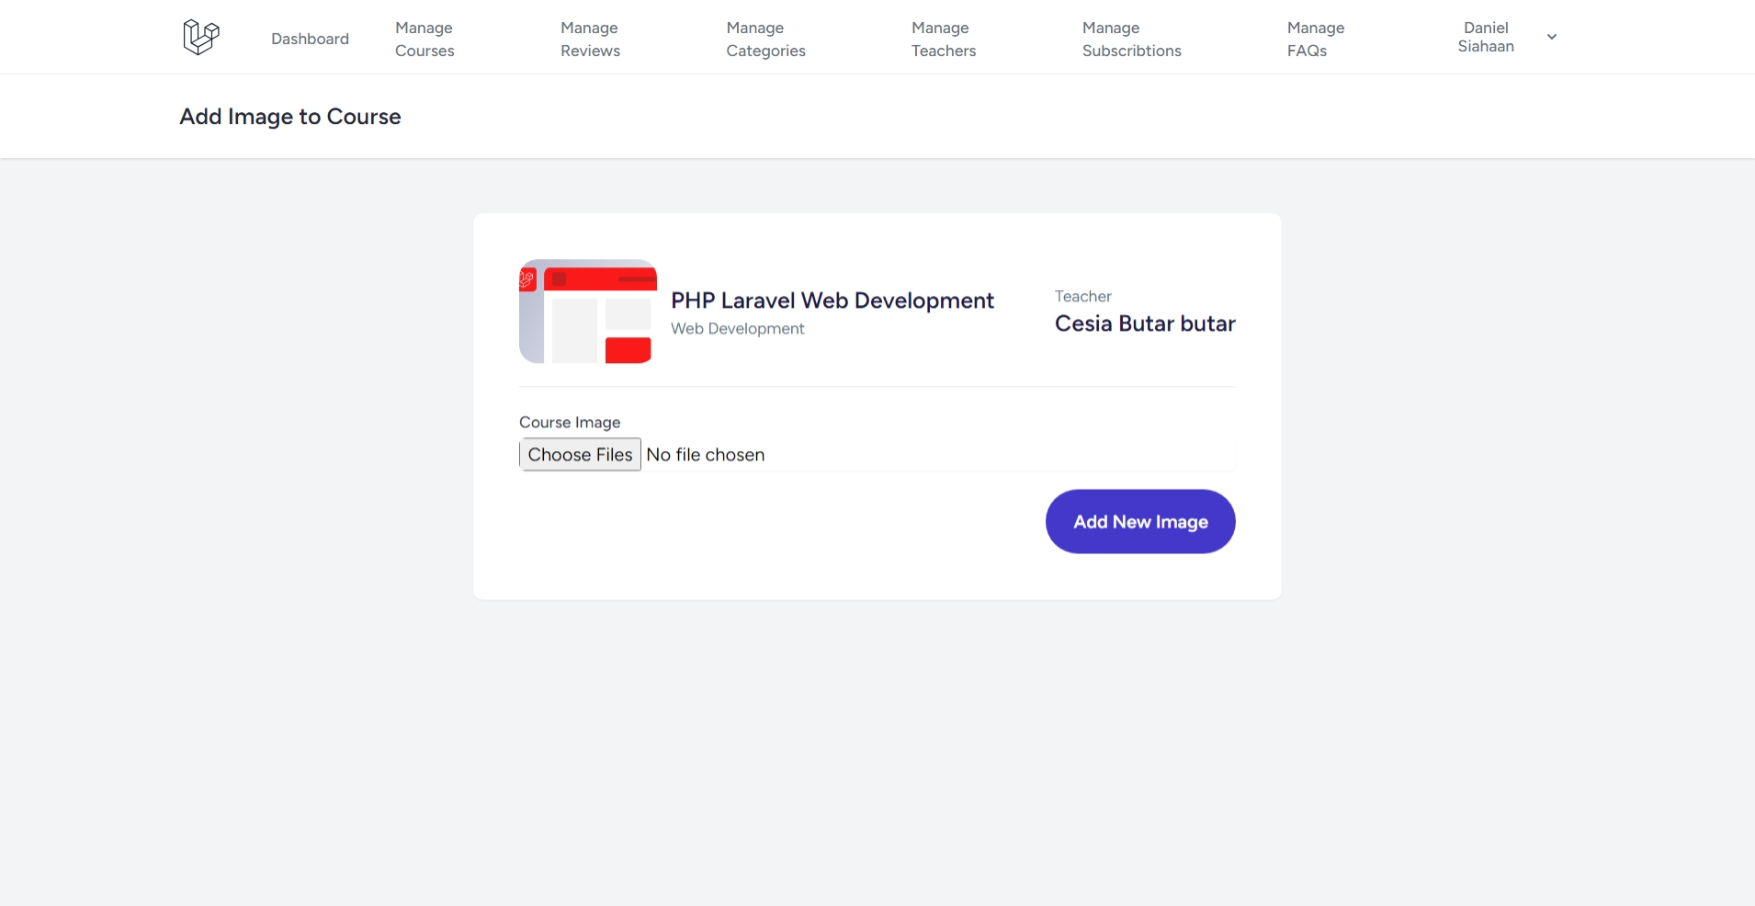 Dashboard
Manage
Courses
Manage
Reviews
Manage
Categories
Manage
Teachers
Manage
Subscribtions
Manage
FAQs
Daniel
Siahaan
Add Image to Course
PHP Laravel Web Development
Web Development
Teacher
Cesia Butar butar
Course Image
Choose Files No file chosen
Add New Image